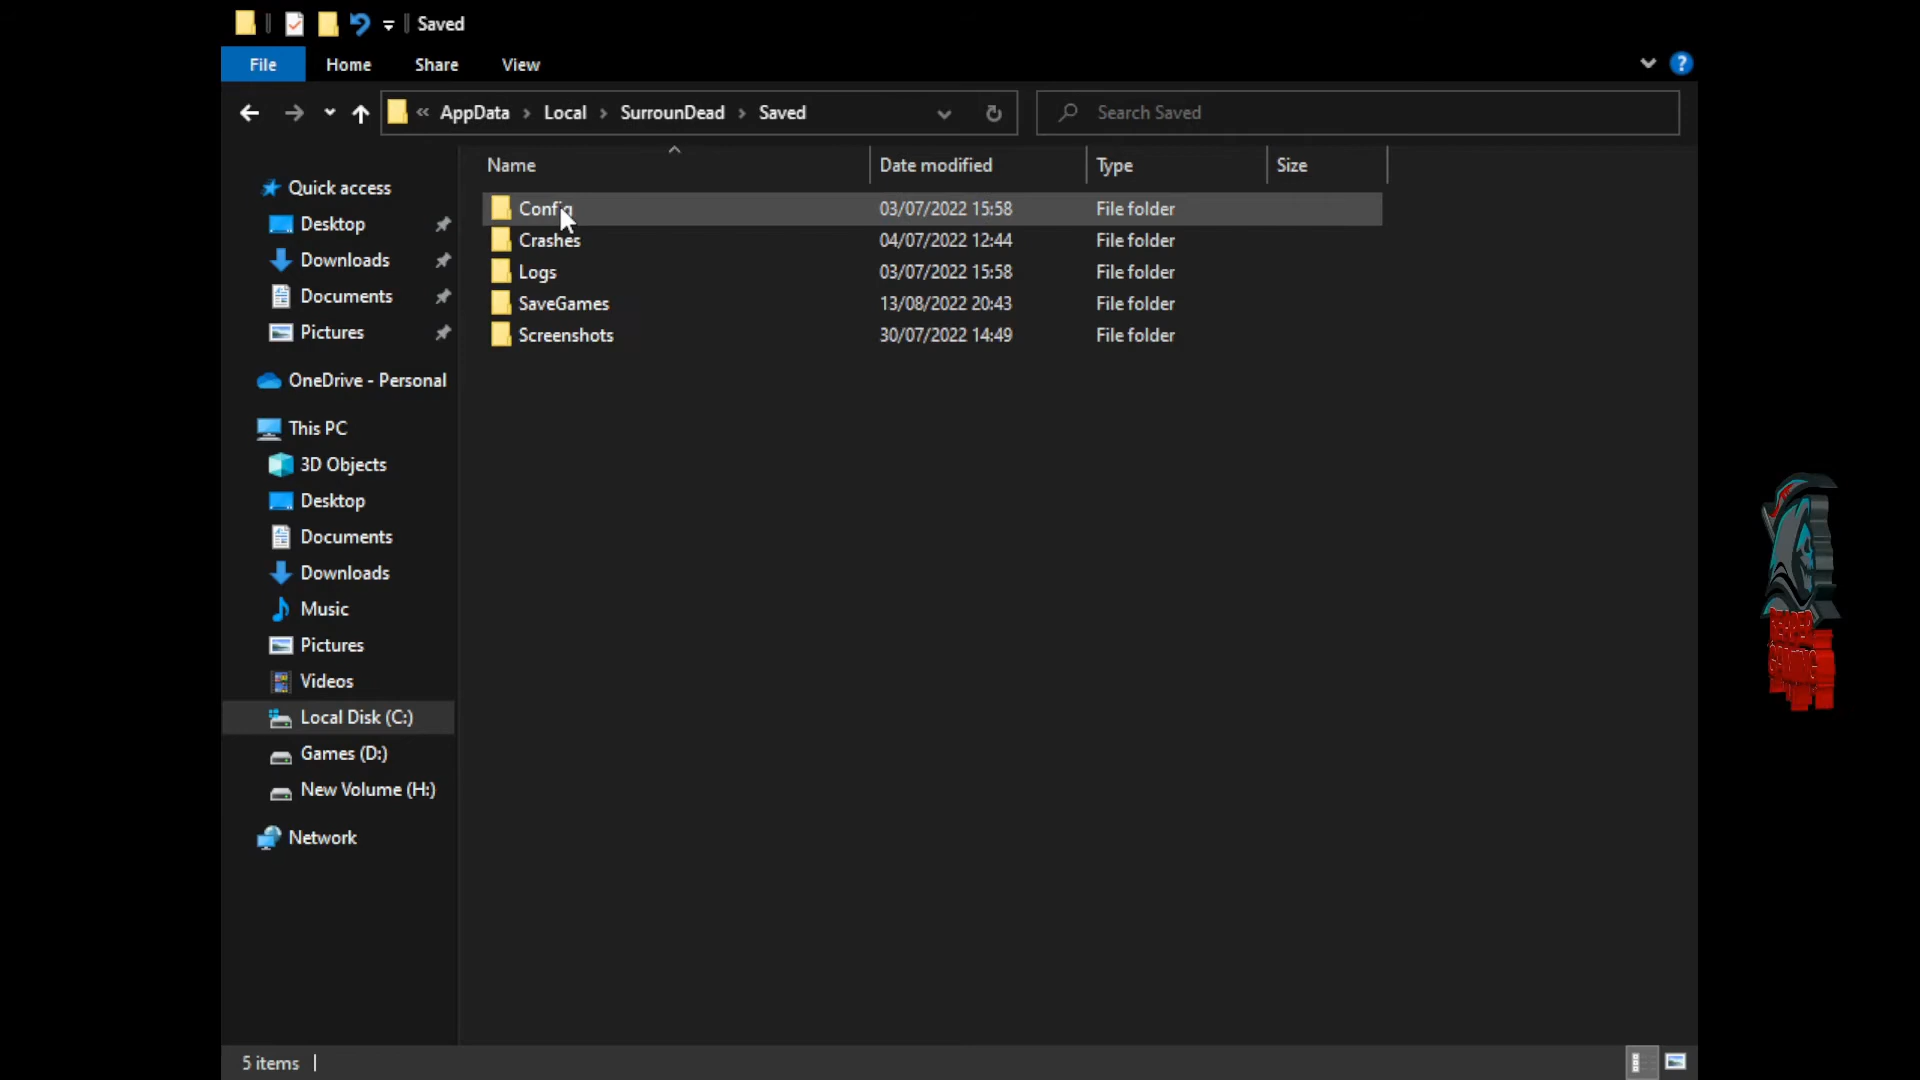 Saved
File Home Share View
« AppData > Local > SurrounDead > Saved
Search Saved
Name Date modified Type Size
Config 03/07/2022 15:58 File folder
Crashes 04/07/2022 12:44 File folder
Logs 03/07/2022 15:58 File folder
SaveGames 13/08/2022 20:43 File folder
Screenshots 30/07/2022 14:49 File folder
Quick access
Desktop
Downloads
Documents
Pictures
OneDrive - Personal
This PC
3D Objects
Desktop
Documents
Downloads
Music
Pictures
Videos
Local Disk (C:)
Games (D:)
New Volume (H:)
Network
5 items
GAMING